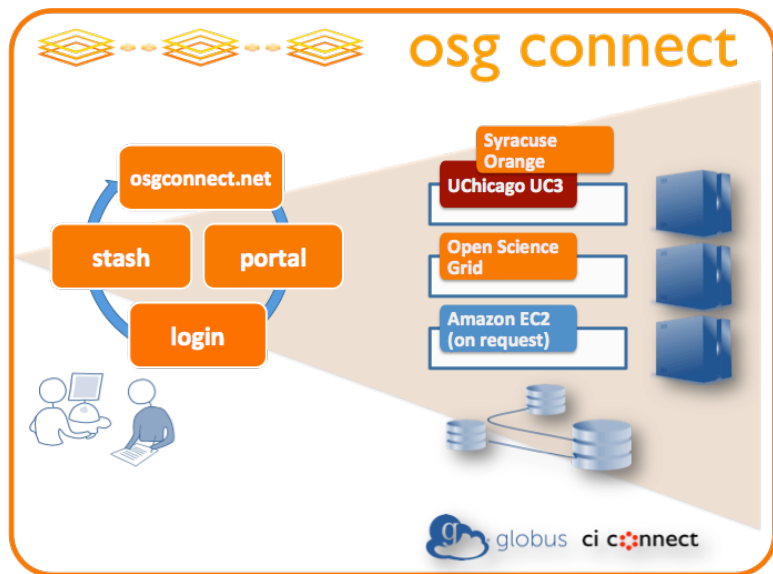 osg connect
osgconnect.net
stash
portal
login
Syracuse
Orange
UChicago UC3
Open Science
Grid
Amazon EC2
(on request)
g
globus
ci connect